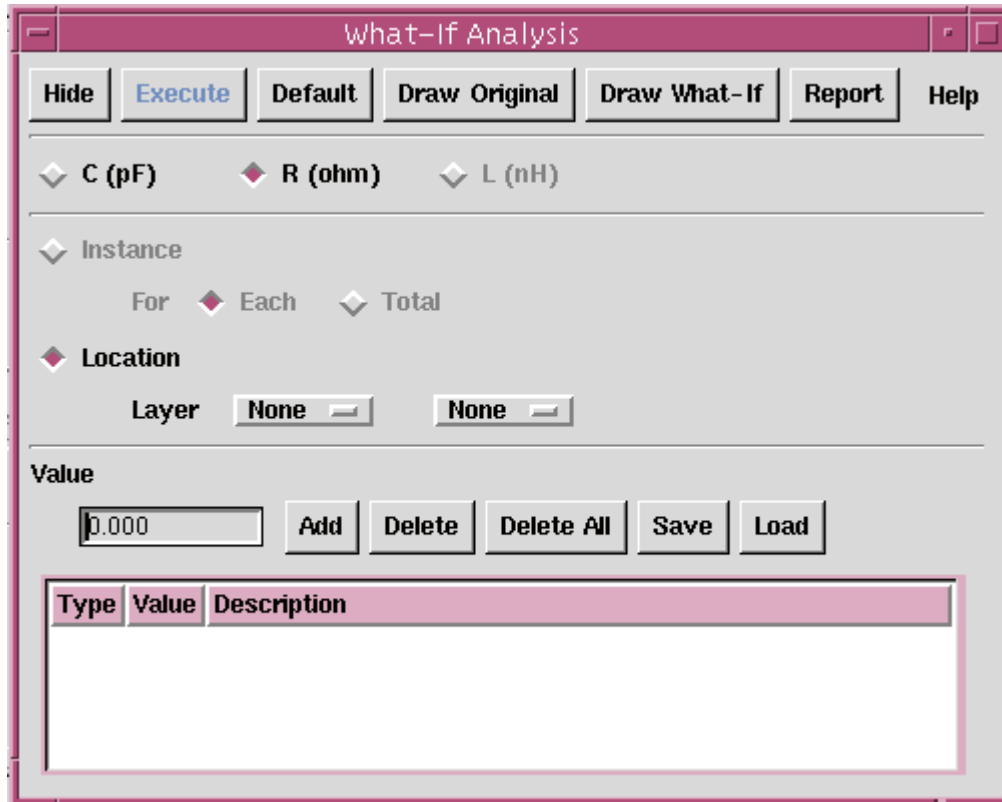 What-If Analysis
Hide Execute Default Draw Original Draw What-If Report Help
C (pF) R (ohm) L (nH)
Instance
For Each Total
Location
Layer None None
Value
0.000 Add Delete Delete All Save Load
Type Value Description